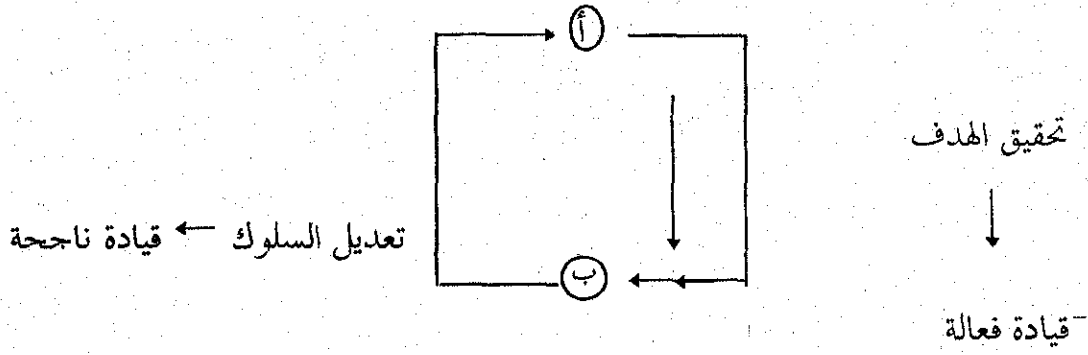 أ
تحقيق الهدف
تعديل السلوك ← قيادة ناجحة
ب
قيادة فعالة